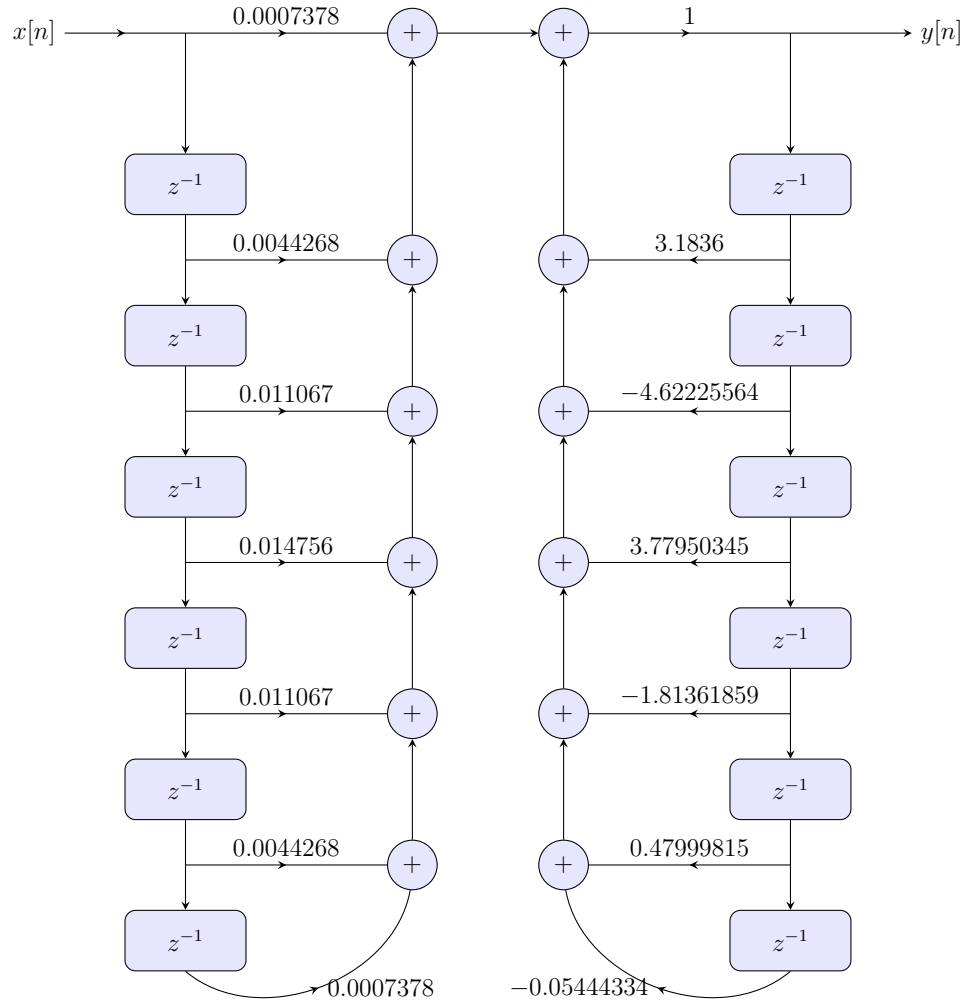 0.0007378 1
x[n] + + y[n]
z⁻¹ z⁻¹
0.0044268 3.1836
+ +
z⁻¹ z⁻¹
0.011067 −4.62225564
+ +
z⁻¹ z⁻¹
0.014756 3.77950345
+ +
z⁻¹ z⁻¹
0.011067 −1.81361859
+ +
z⁻¹ z⁻¹
0.0044268 0.47999815
+ +
z⁻¹ z⁻¹
0.0007378 −0.05444334